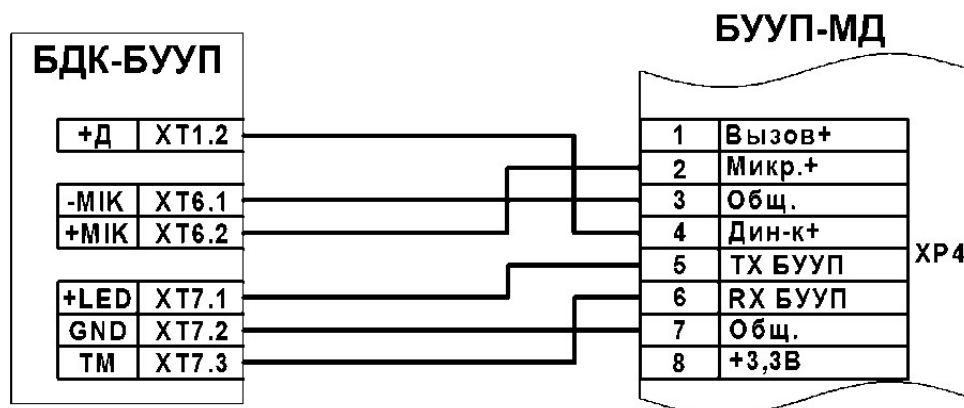 БДК-БУУП
+Д XT1.2
-MIK XT6.1
+MIK XT6.2
+LED XT7.1
GND XT7.2
TM XT7.3
БУУП-МД
1 Вызов+
2 Микр.+
3 Общ.
4 Дин-к+
5 TX БУУП
6 RX БУУП
7 Общ.
8 +3,3В
XP4